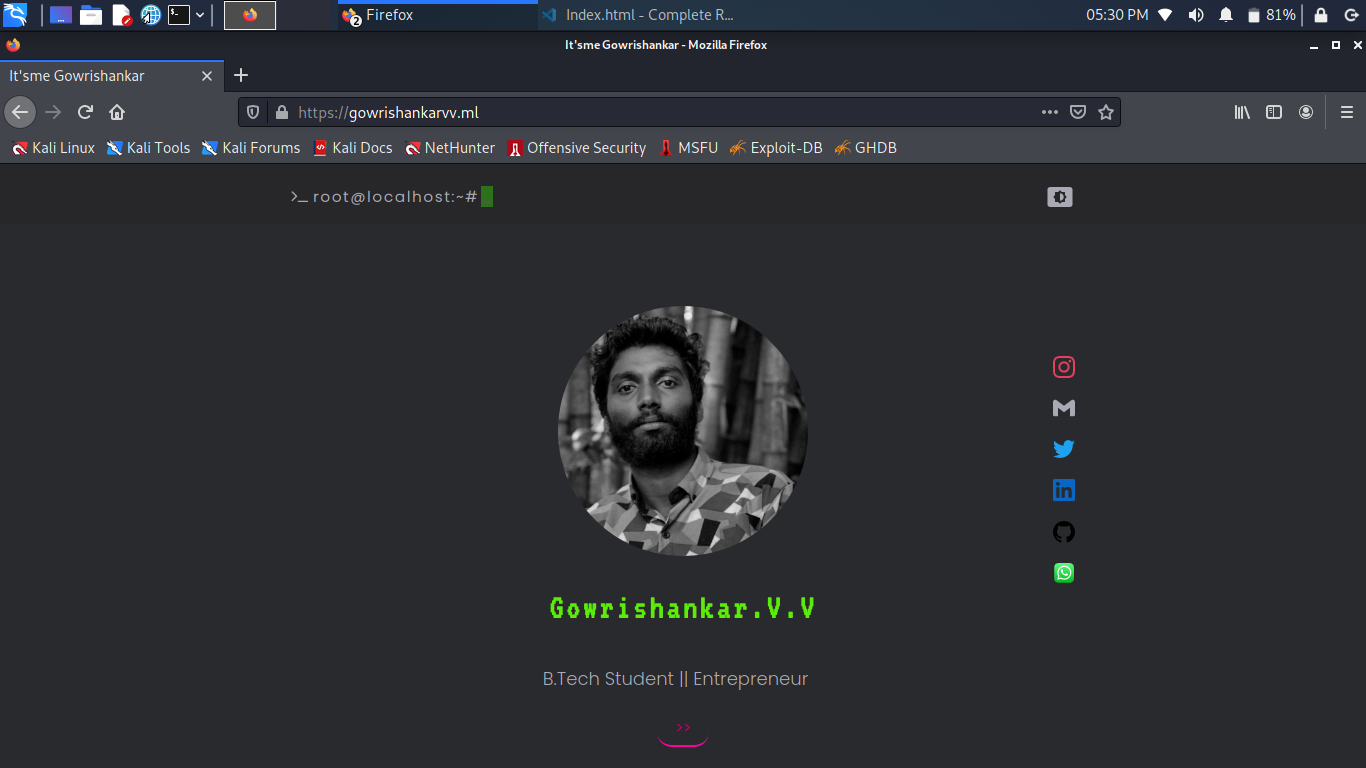 Firefox
2
Index.html - Complete R...
05:30 PM
81%
It'sme Gowrishankar - Mozilla Firefox
It'sme Gowrishankar
https://gowrishankarvv.ml
Kali Linux
Kali Tools
Kali Forums
Kali Docs
NetHunter
Offensive Security
MSFU
Exploit-DB
GHDB
>_ root@localhost:~#
Gowrishankar.V.V
B.Tech Student || Entrepreneur
>>